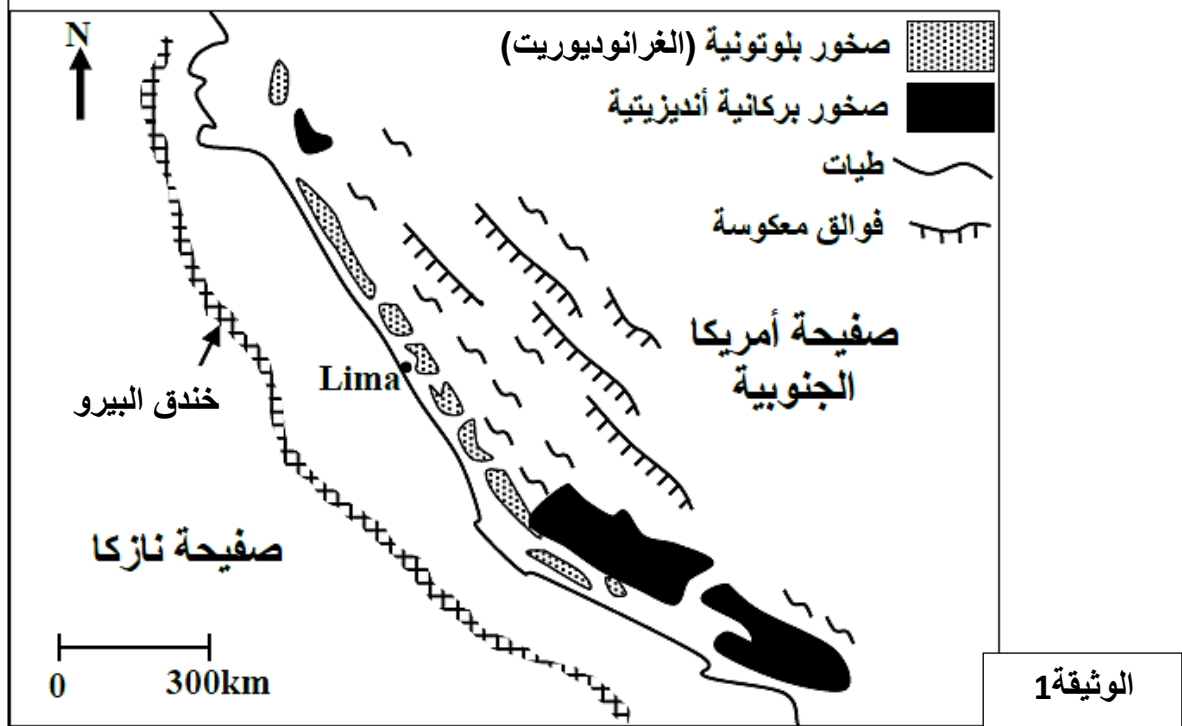 N
صخور بلوتونية (الغرانوديوريت)
صخور بركانية أنديزيتية
طيات
فوالق معكوسة
صفيحة أمريكا
الجنوبية
Lima
خندق البيرو
صفيحة نازكا
0 300km
الوثيقة1